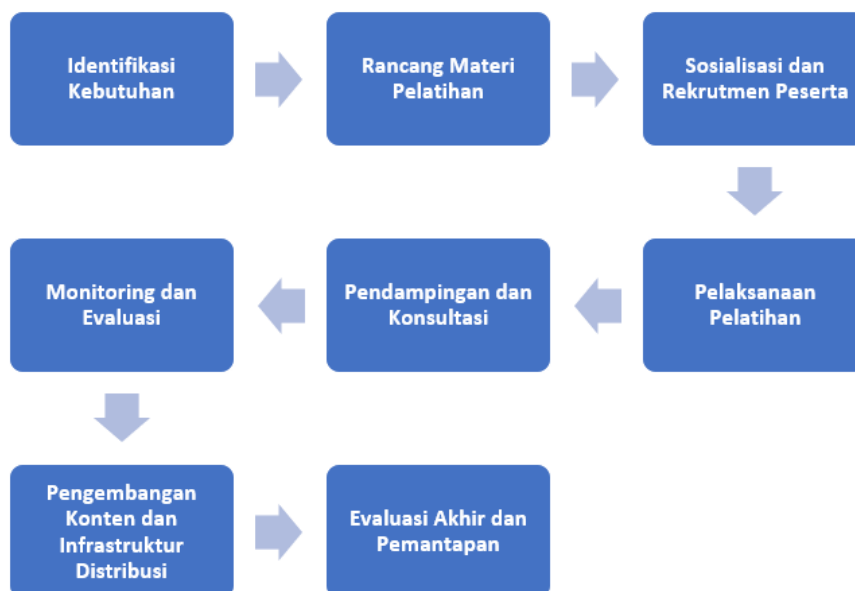 Identifikasi
Kebutuhan
Rancang Materi
Pelatihan
Sosialisasi dan
Rekrutmen Peserta
Pelaksanaan
Pelatihan
Pendampingan dan
Konsultasi
Monitoring dan
Evaluasi
Pengembangan
Konten dan
Infrastruktur
Distribusi
Evaluasi Akhir dan
Pemantapan